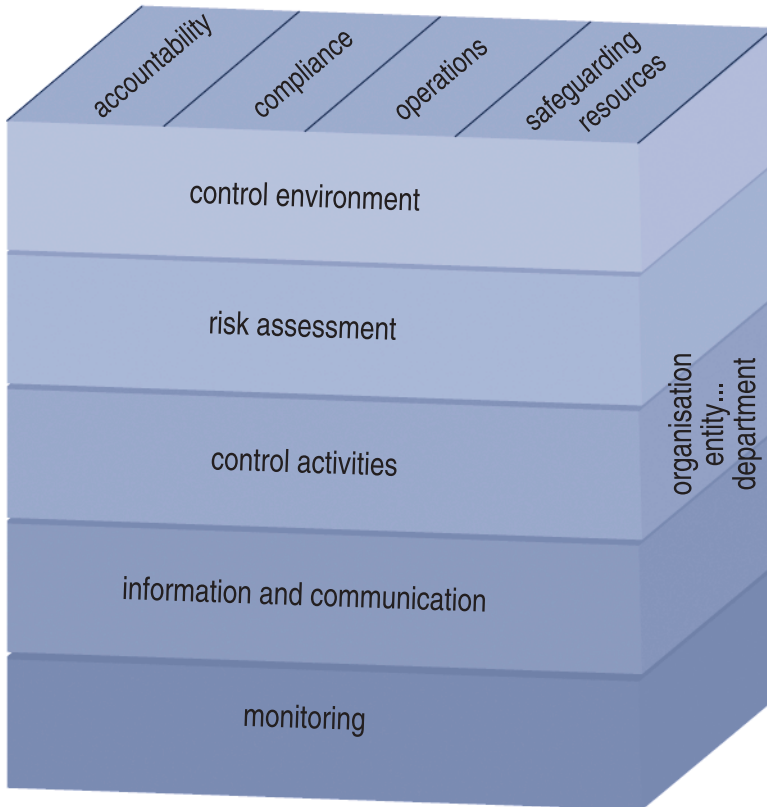 accountability
compliance
operations
safeguarding
resources
control environment
risk assessment
control activities
information and communication
monitoring
organisation
entity...
department